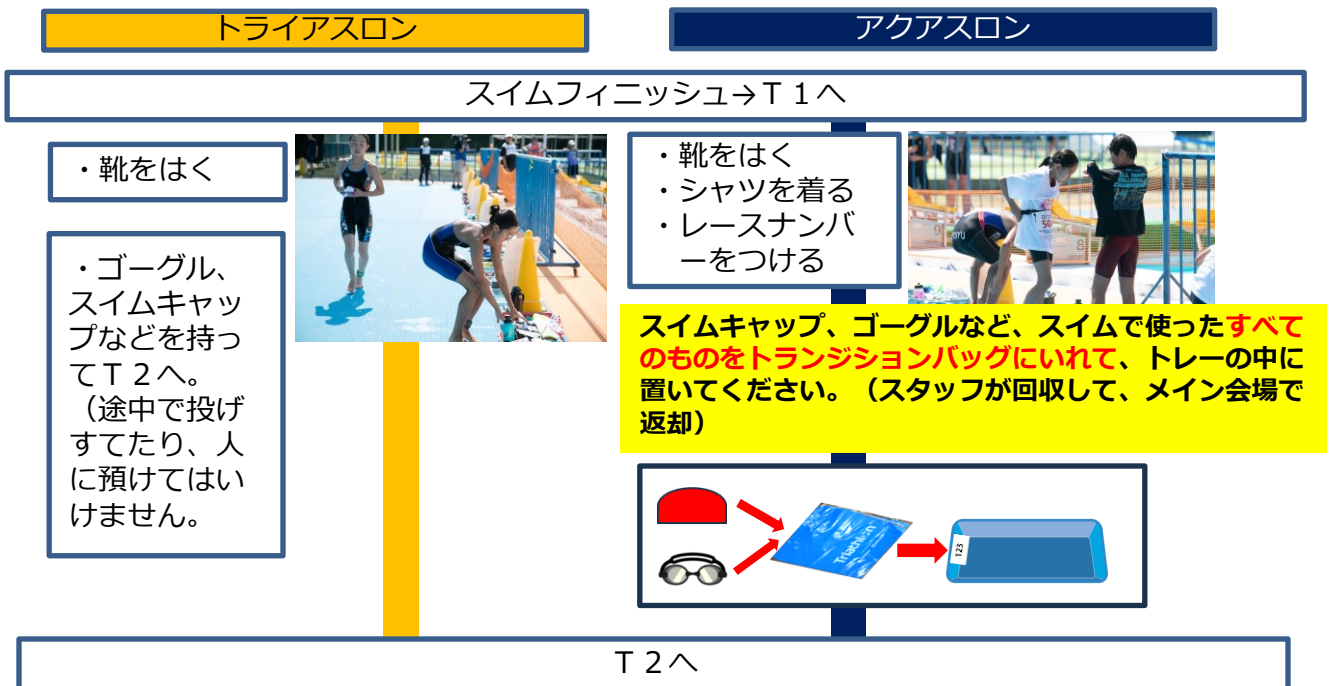 トライアスロン
アクアスロン
スイムフィニッシュ→T１へ
・靴をはく
・ゴーグル、
スイムキャッ
プなどを持っ
てT２へ。
（途中で投げ
すてたり、人
に預けてはい
けません。
・靴をはく
・シャツを着る
・レースナンバ
ーをつける
スイムキャップ、ゴーグルなど、スイムで使ったすべて
のものをトランジションバッグにいれて、トレーの中に
置いてください。（スタッフが回収して、メイン会場で
返却）
Triathlon
123
T２へ